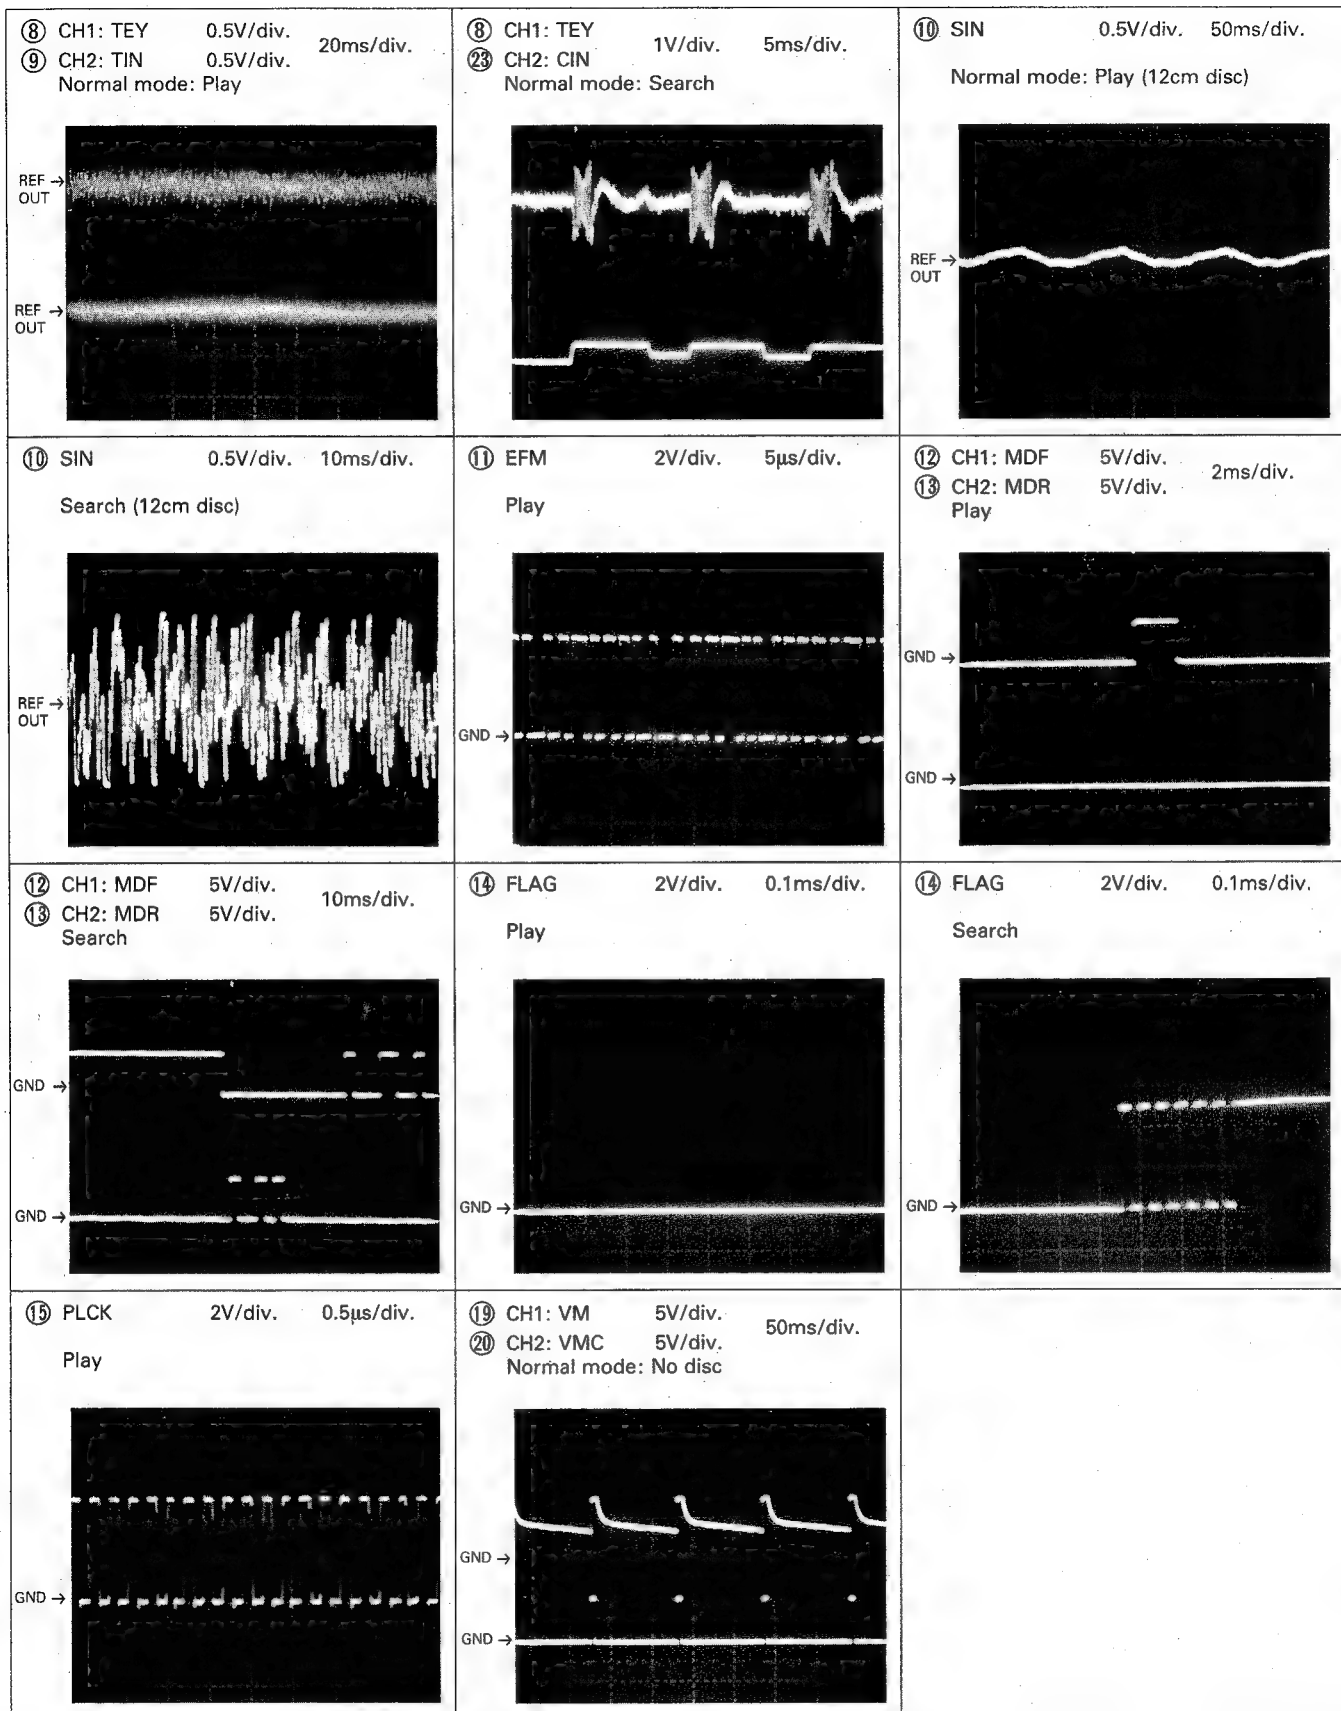 ⑧ CH1: TEY 0.5V/div. 20ms/div.
⑨ CH2: TIN 0.5V/div.
Normal mode: Play
REF → OUT
REF → OUT
⑧ CH1: TEY 1V/div. 5ms/div.
㉓ CH2: CIN
Normal mode: Search
⑩ SIN 0.5V/div. 50ms/div.
Normal mode: Play (12cm disc)
REF → OUT
⑩ SIN 0.5V/div. 10ms/div.
Search (12cm disc)
REF → OUT
⑪ EFM 2V/div. 5µs/div.
Play
GND →
⑫ CH1: MDF 5V/div. 2ms/div.
⑬ CH2: MDR 5V/div.
Play
GND →
GND →
⑫ CH1: MDF 5V/div. 10ms/div.
⑬ CH2: MDR 5V/div.
Search
GND →
GND →
⑭ FLAG 2V/div. 0.1ms/div.
Play
GND →
⑭ FLAG 2V/div. 0.1ms/div.
Search
GND →
⑮ PLCK 2V/div. 0.5µs/div.
Play
GND →
⑲ CH1: VM 5V/div. 50ms/div.
⑳ CH2: VMC 5V/div.
Normal mode: No disc
GND →
GND →